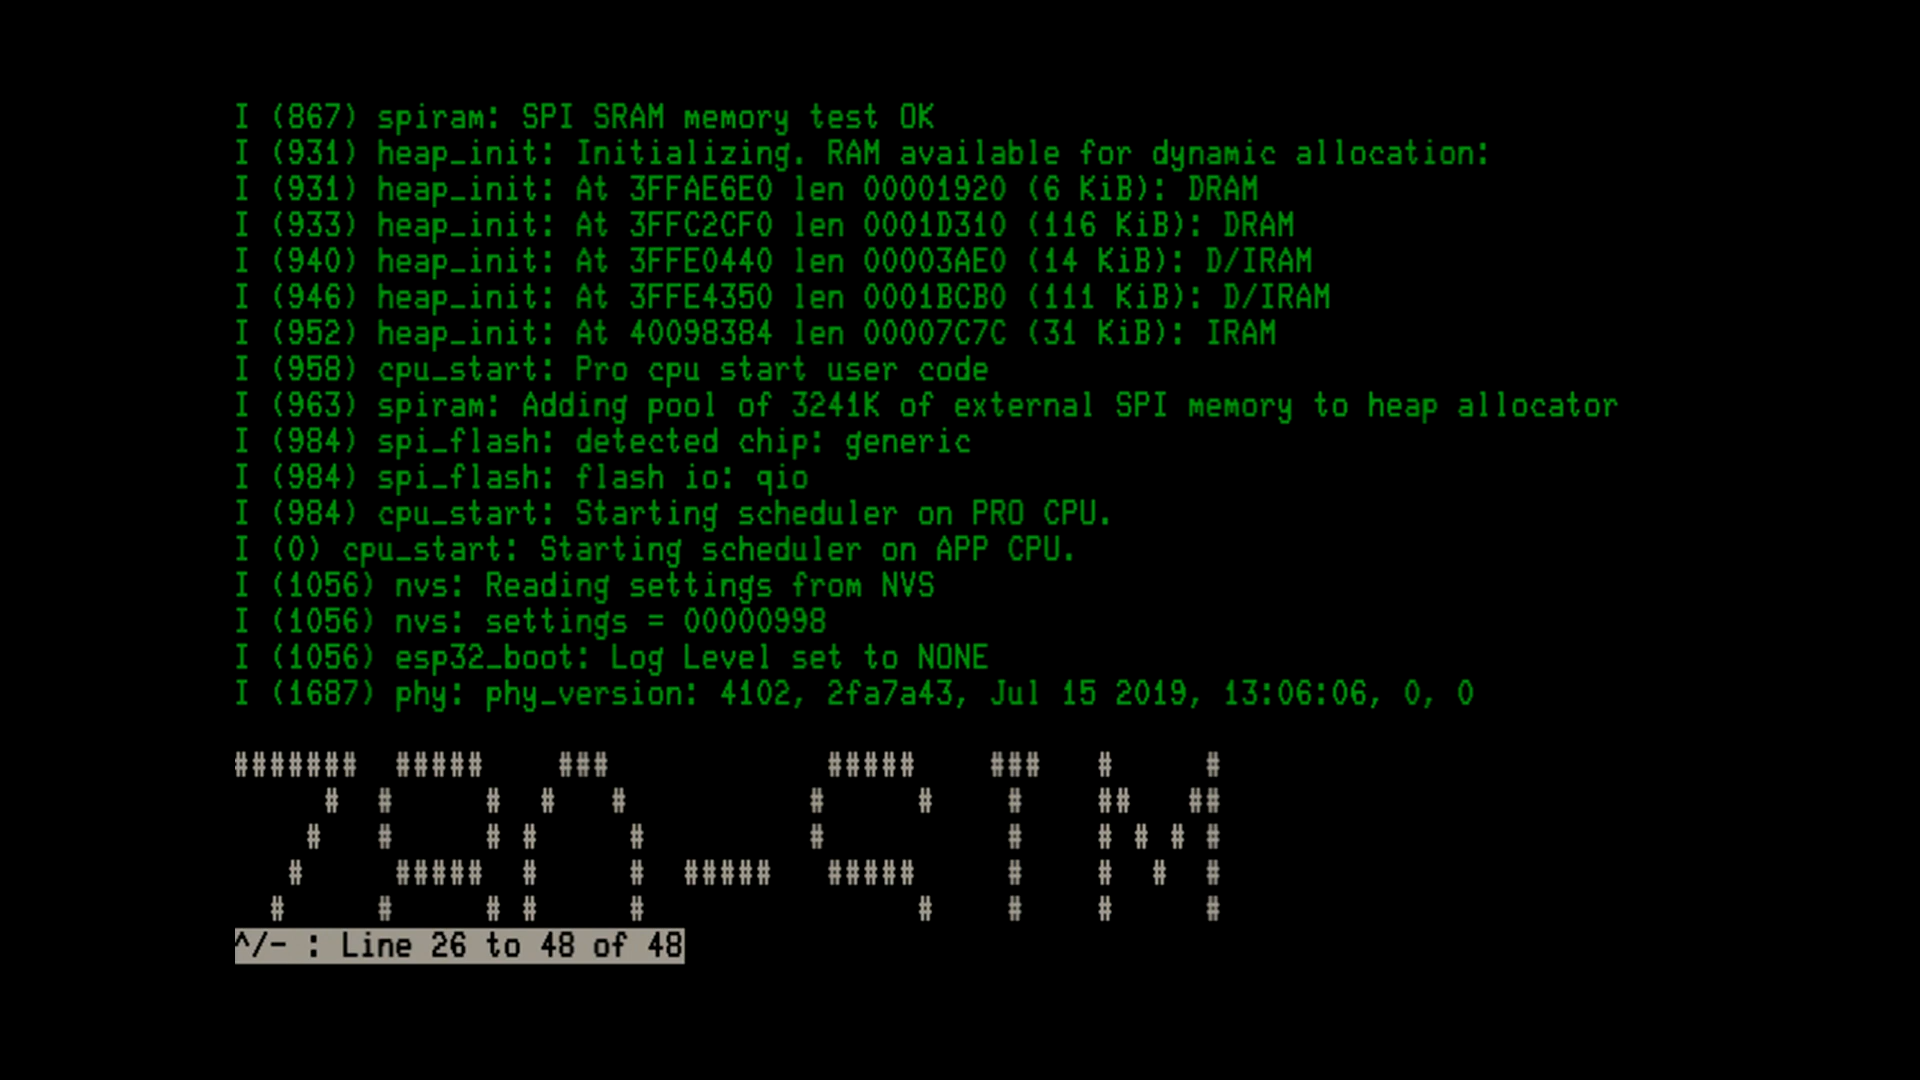 I (867) spiram: SPI SRAM memory test OK
I (931) heap_init: Initializing. RAM available for dynamic allocation:
I (931) heap_init: At 3FFAE6E0 len 00001920 (6 KiB): DRAM
I (933) heap_init: At 3FFC2CF0 len 0001D310 (116 KiB): DRAM
I (940) heap_init: At 3FFE0440 len 00003AE0 (14 KiB): D/IRAM
I (946) heap_init: At 3FFE4350 len 0001BCB0 (111 KiB): D/IRAM
I (952) heap_init: At 40098384 len 00007C7C (31 KiB): IRAM
I (958) cpu_start: Pro cpu start user code
I (963) spiram: Adding pool of 3241K of external SPI memory to heap allocator
I (984) spi_flash: detected chip: generic
I (984) spi_flash: flash io: qio
I (984) cpu_start: Starting scheduler on PRO CPU.
I (0) cpu_start: Starting scheduler on APP CPU.
I (1056) nvs: Reading settings from NVS
I (1056) nvs: settings = 00000998
I (1056) esp32_boot: Log Level set to NONE
I (1687) phy: phy_version: 4102, 2fa7a43, Jul 15 2019, 13:06:06, 0, 0
#######  #####    ###            #####    ###   #     #
     #  #     #  #   #          #     #    #    ##   ##
    #   #     # #     #         #          #    # # # #
   #     #####  #     #  #####   #####     #    #  #  #
  #     #     # #     #               #    #    #     #
^/- : Line 26 to 48 of 48